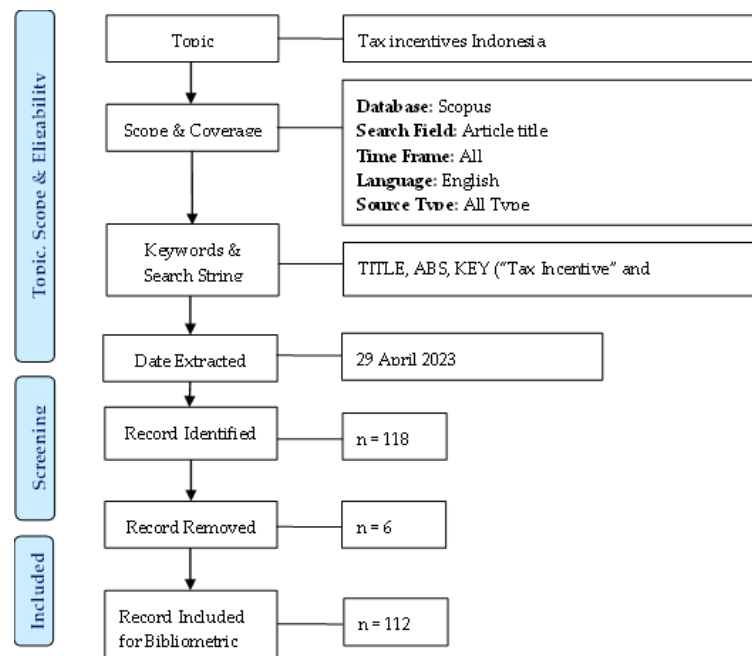 Topic, Scope & Eligability
Topic
Tax incentives Indonesia
Scope & Coverage
Database: Scopus
Search Field: Article title
Time Frame: All
Language: English
Source Type: All Type
Keywords &
Search String
TITLE, ABS, KEY (“Tax Incentive” and
Date Extracted
29 April 2023
Screening
Record Identified
n = 118
Record Removed
n = 6
Included
Record Included
for Bibliometric
n = 112